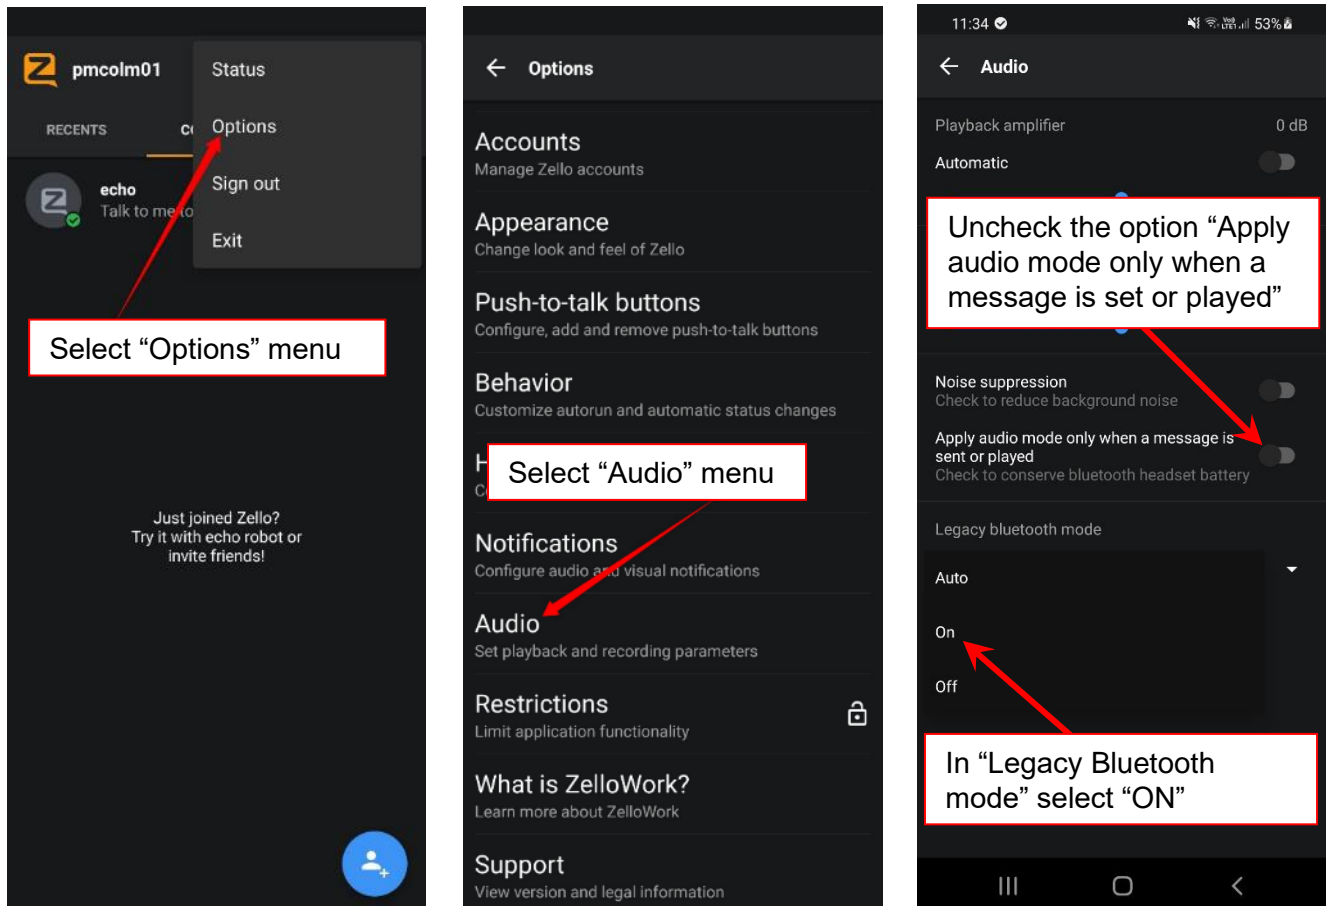 pmcolm01
Status
Options
Sign out
Exit
RECENTS
echo
Talk to me to
Select “Options” menu
Just joined Zello?
Try it with echo robot or
invite friends!
Options
Accounts
Manage Zello accounts
Appearance
Change look and feel of Zello
Push-to-talk buttons
Configure, add and remove push-to-talk buttons
Behavior
Customize autorun and automatic status changes
Select “Audio” menu
Notifications
Configure audio and visual notifications
Audio
Set playback and recording parameters
Restrictions
Limit application functionality
What is ZelloWork?
Learn more about ZelloWork
Support
View version and legal information
11:34
53%
Audio
Playback amplifier 0 dB
Automatic
Uncheck the option “Apply
audio mode only when a
message is set or played”
Noise suppression
Check to reduce background noise
Apply audio mode only when a message is
sent or played
Check to conserve bluetooth headset battery
Legacy bluetooth mode
Auto
On
Off
In “Legacy Bluetooth
mode” select “ON”